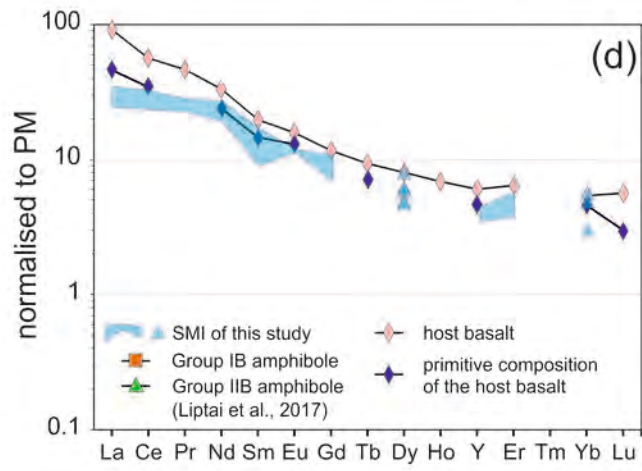 (d)
normalised to PM
100
10
1
0.1
SMI of this study
Group IB amphibole
Group IIB amphibole
(Liptai et al., 2017)
host basalt
primitive composition
of the host basalt
La Ce Pr Nd Sm Eu Gd Tb Dy Ho Y Er Tm Yb Lu